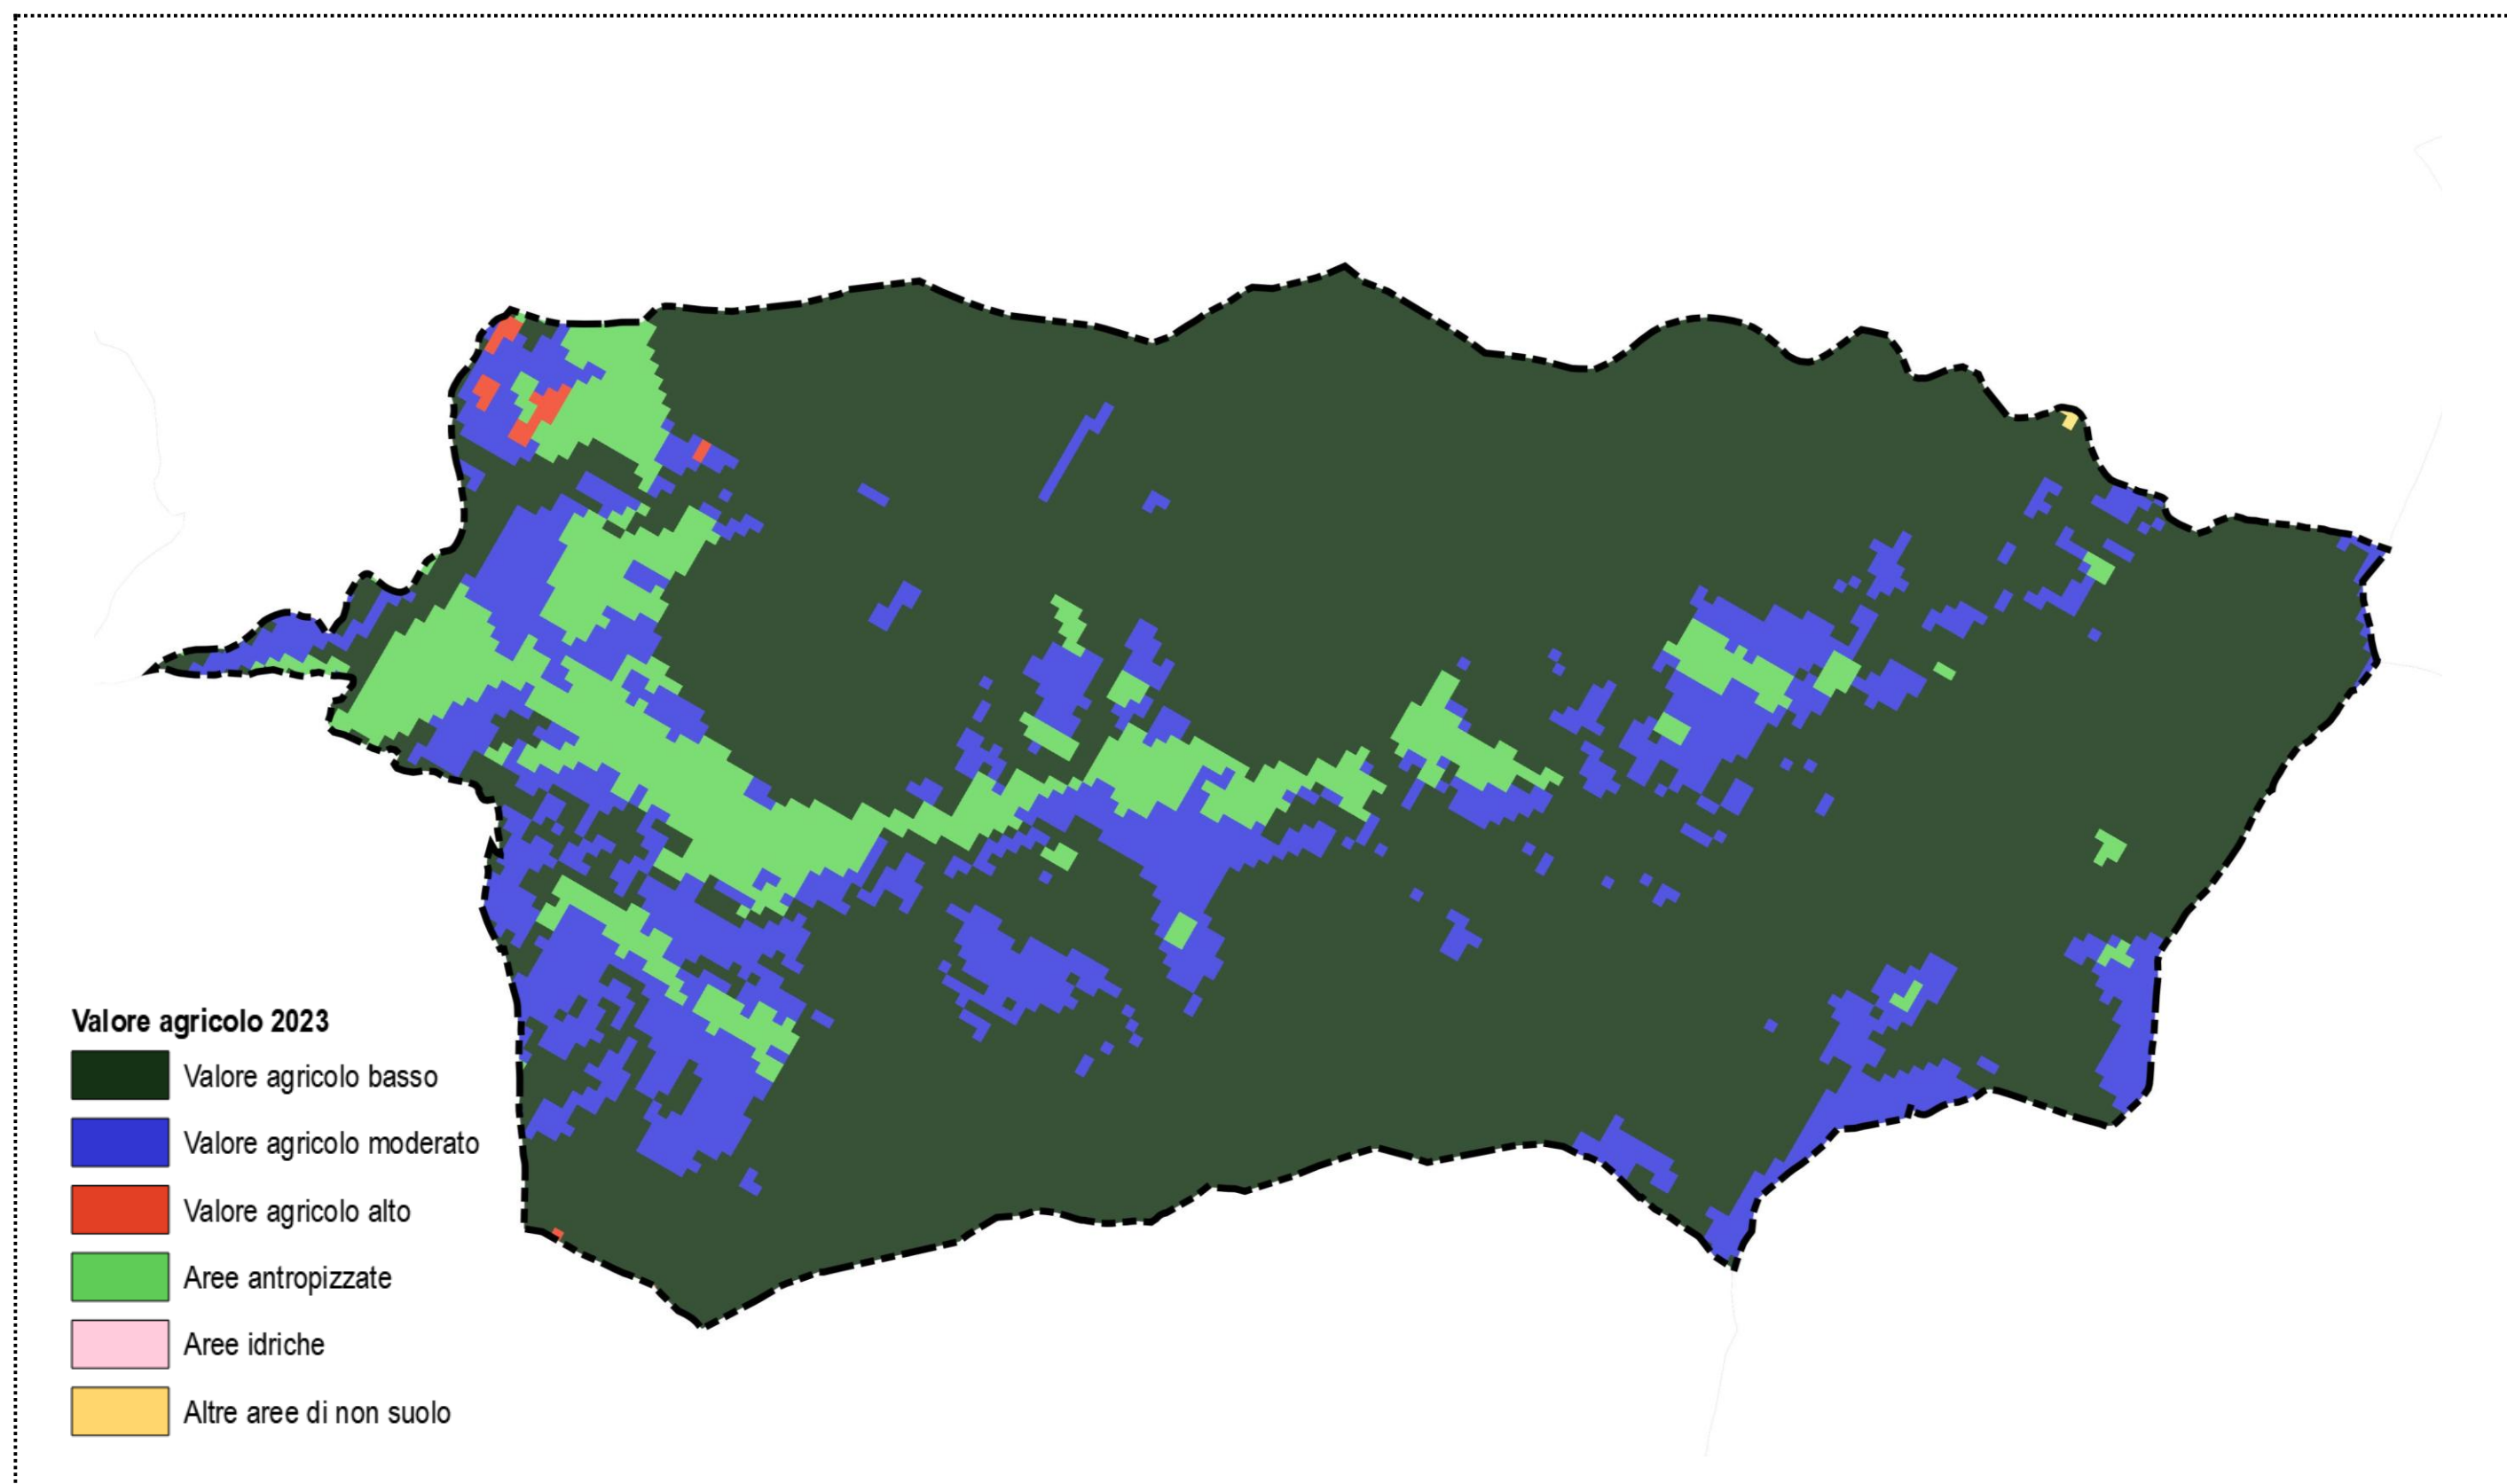 Valore agricolo 2023
Valore agricolo basso
Valore agricolo moderato
Valore agricolo alto
Aree antropizzate
Aree idriche
Altre aree di non suolo